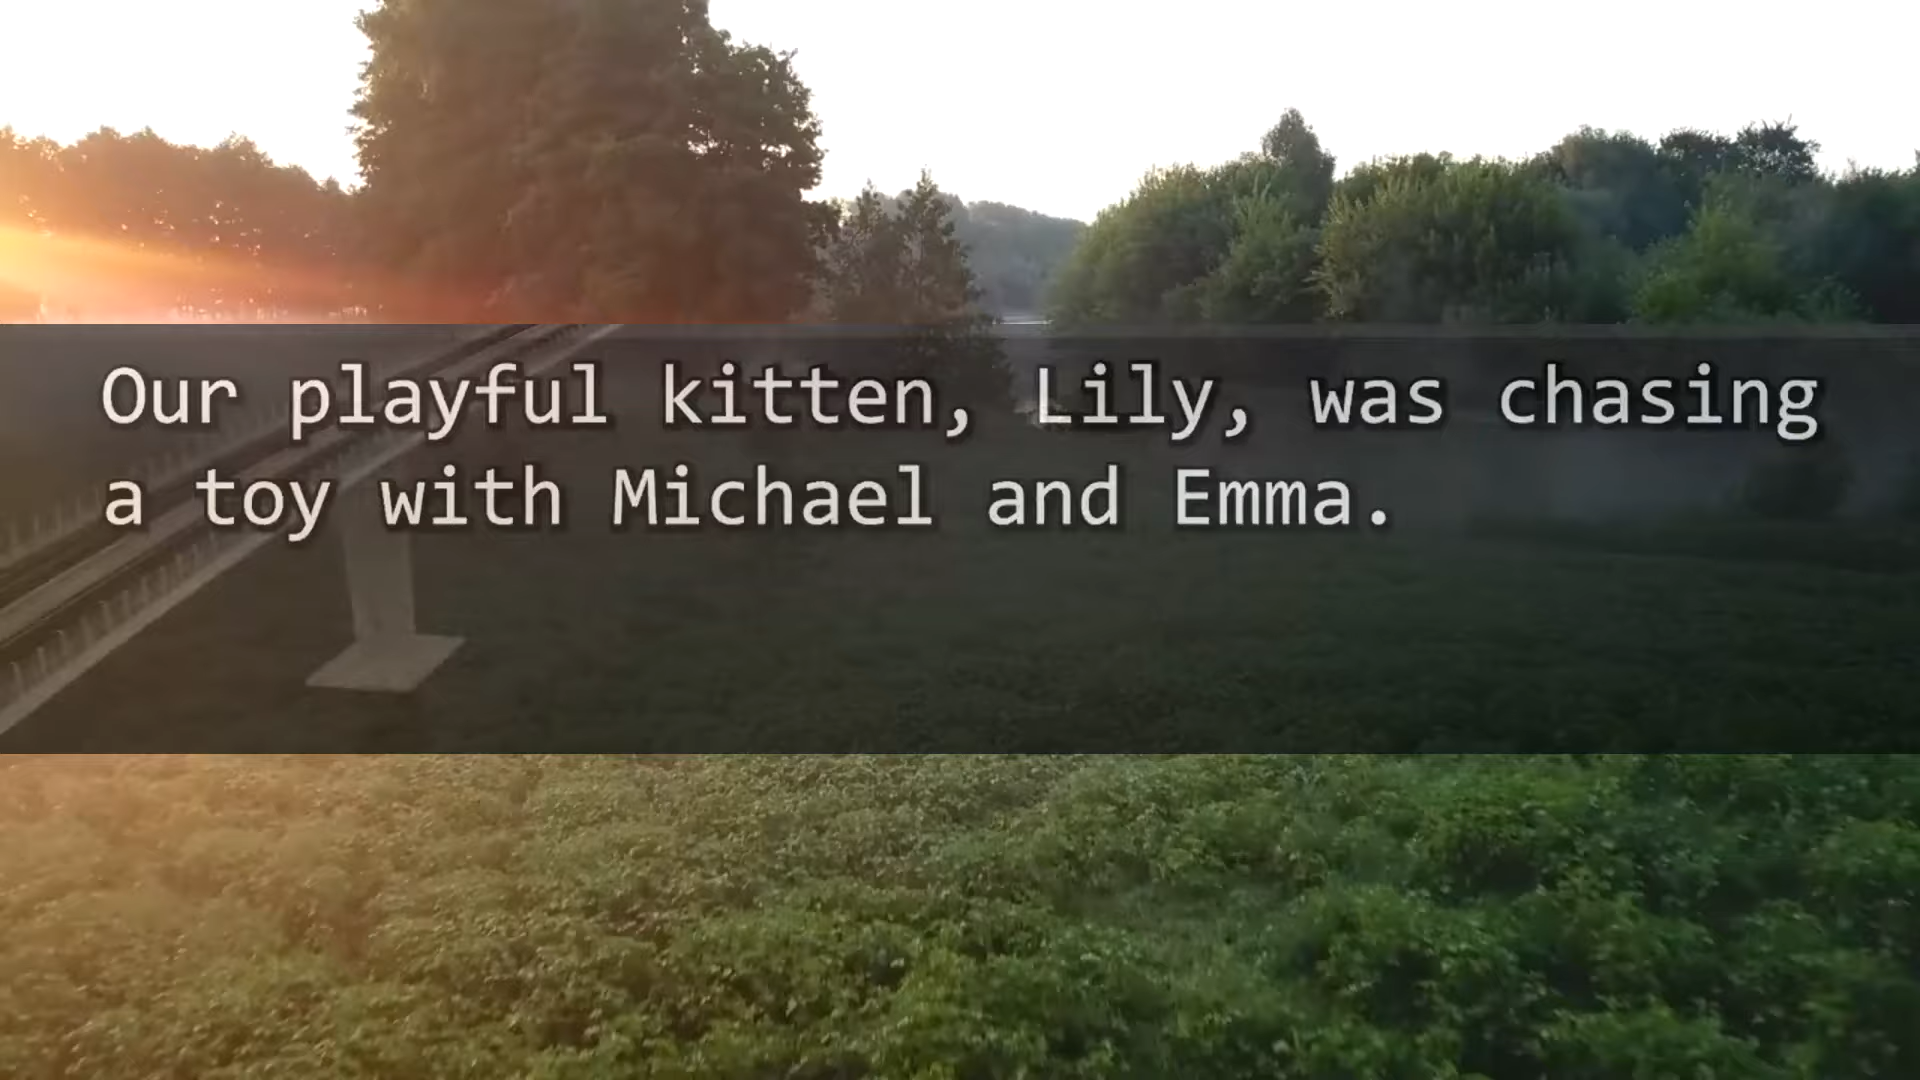 Our playful kitten, Lily, was chasing
a toy with Michael and Emma.